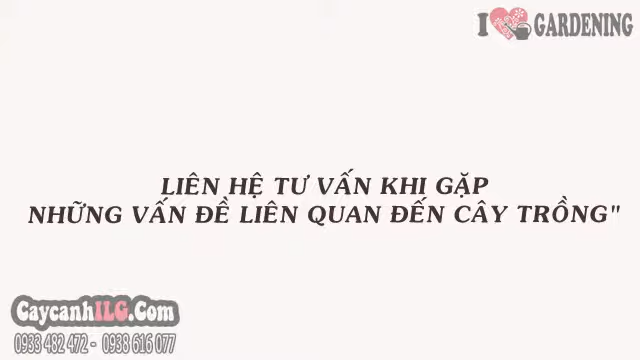 I GARDENING
LIÊN HỆ TƯ VẤN KHI GẶP
NHỮNG VẤN ĐỀ LIÊN QUAN ĐẾN CÂY TRỒNG"
CaycanhILG.Com
0933 482 472 - 0938 616 077